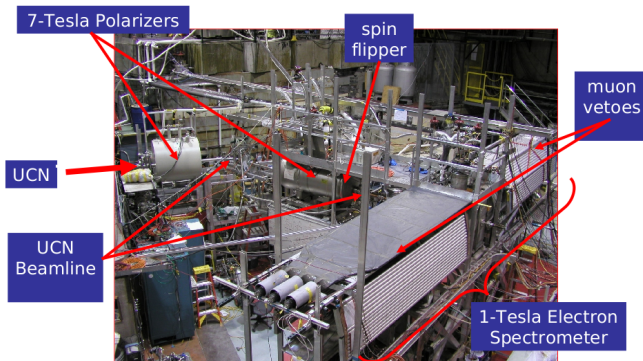 7-Tesla Polarizers
spin
flipper
muon
vetoes
UCN
UCN
Beamline
1-Tesla Electron
Spectrometer